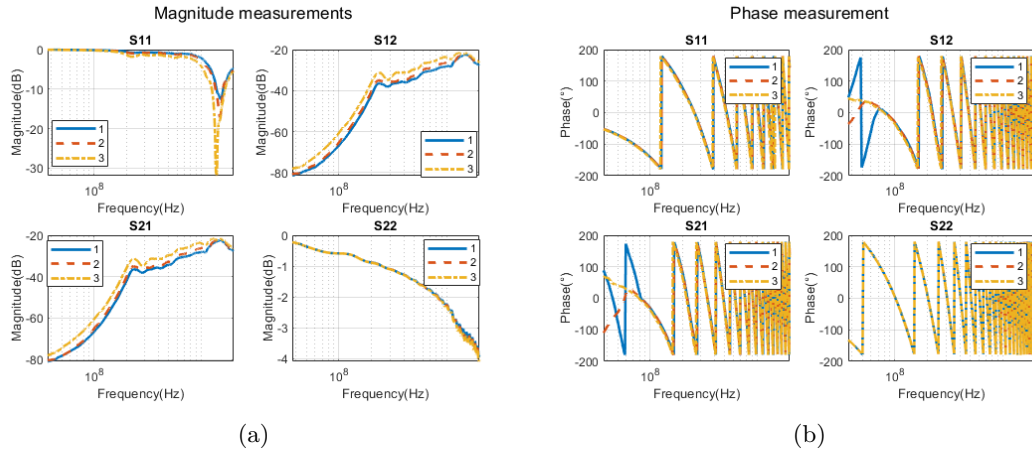 Magnitude measurements
S11
Magnitude(dB)
0
-10
-20
-30
1
2
3
10^8
Frequency(Hz)
S12
Magnitude(dB)
-20
-40
-60
-80
1
2
3
10^8
Frequency(Hz)
S21
Magnitude(dB)
-20
-40
-60
-80
1
2
3
10^8
Frequency(Hz)
S22
Magnitude(dB)
0
-1
-2
-3
-4
1
2
3
10^8
Frequency(Hz)
(a)
Phase measurement
S11
Phase(°)
200
100
0
-100
-200
1
2
3
10^8
Frequency(Hz)
S12
Phase(°)
200
100
0
-100
-200
1
2
3
10^8
Frequency(Hz)
S21
Phase(°)
200
100
0
-100
-200
1
2
3
10^8
Frequency(Hz)
S22
Phase(°)
200
100
0
-100
-200
1
2
3
10^8
Frequency(Hz)
(b)